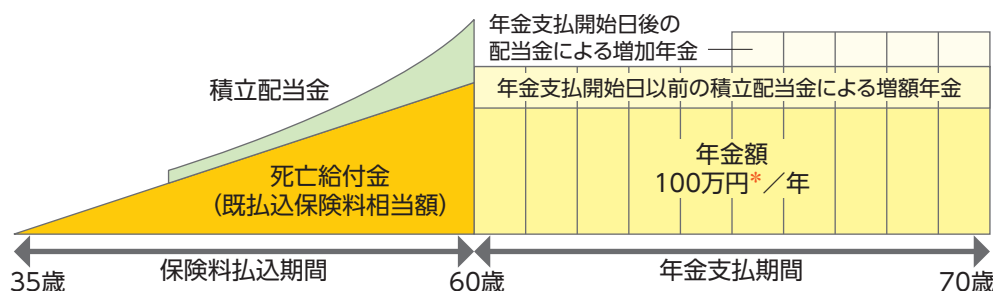 年金支払開始日後の
配当金による増加年金
積立配当金
年金支払開始日以前の積立配当金による増額年金
死亡給付金
（既払込保険料相当額）
年金額
100万円*／年
保険料払込期間
年金支払期間
35歳
60歳
70歳